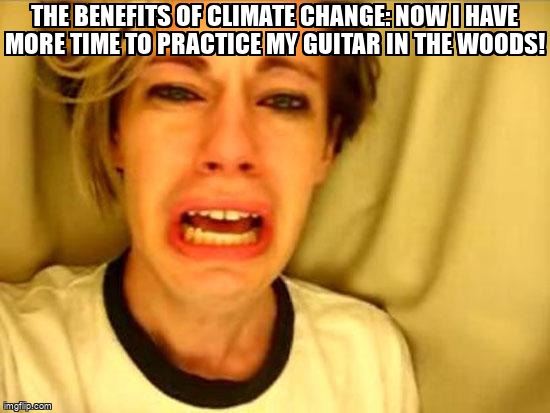 THE BENEFITS OF CLIMATE CHANGE: NOW I HAVE
MORE TIME TO PRACTICE MY GUITAR IN THE WOODS!
imgflip.com